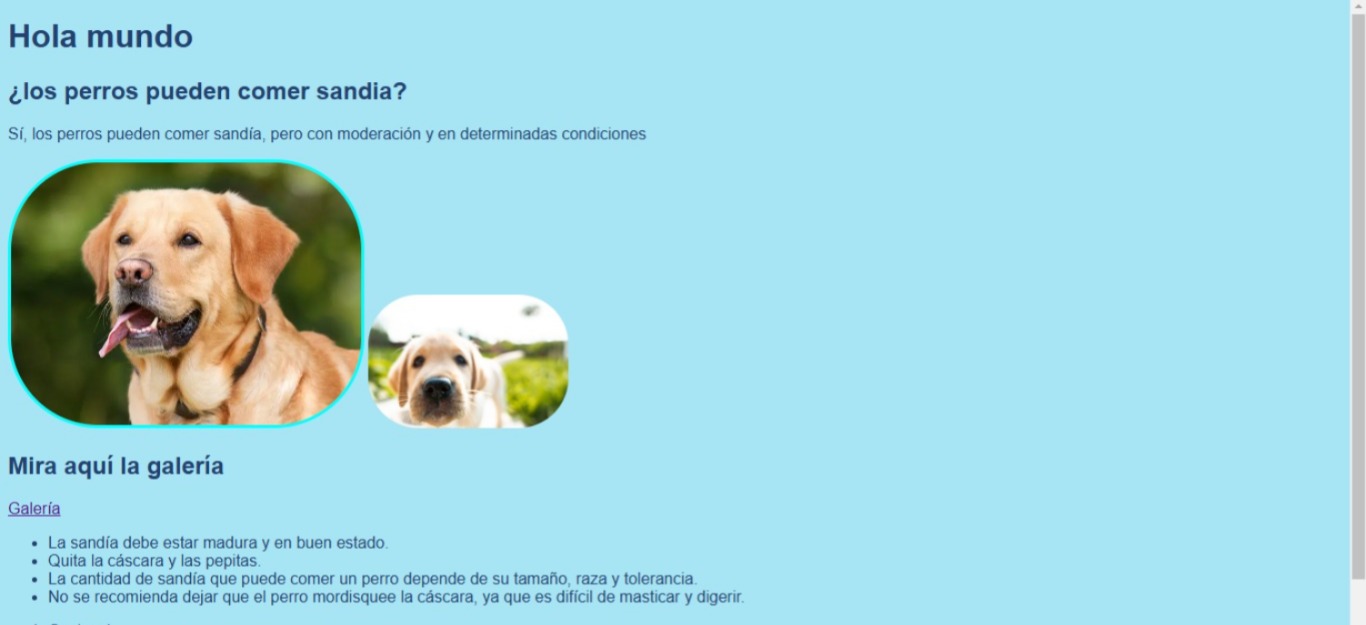 Hola mundo
¿los perros pueden comer sandia?
Sí, los perros pueden comer sandía, pero con moderación y en determinadas condiciones
Mira aquí la galería
Galería
La sandía debe estar madura y en buen estado.
Quita la cáscara y las pepitas.
La cantidad de sandía que puede comer un perro depende de su tamaño, raza y tolerancia.
No se recomienda dejar que el perro mordisquee la cáscara, ya que es difícil de masticar y digerir.